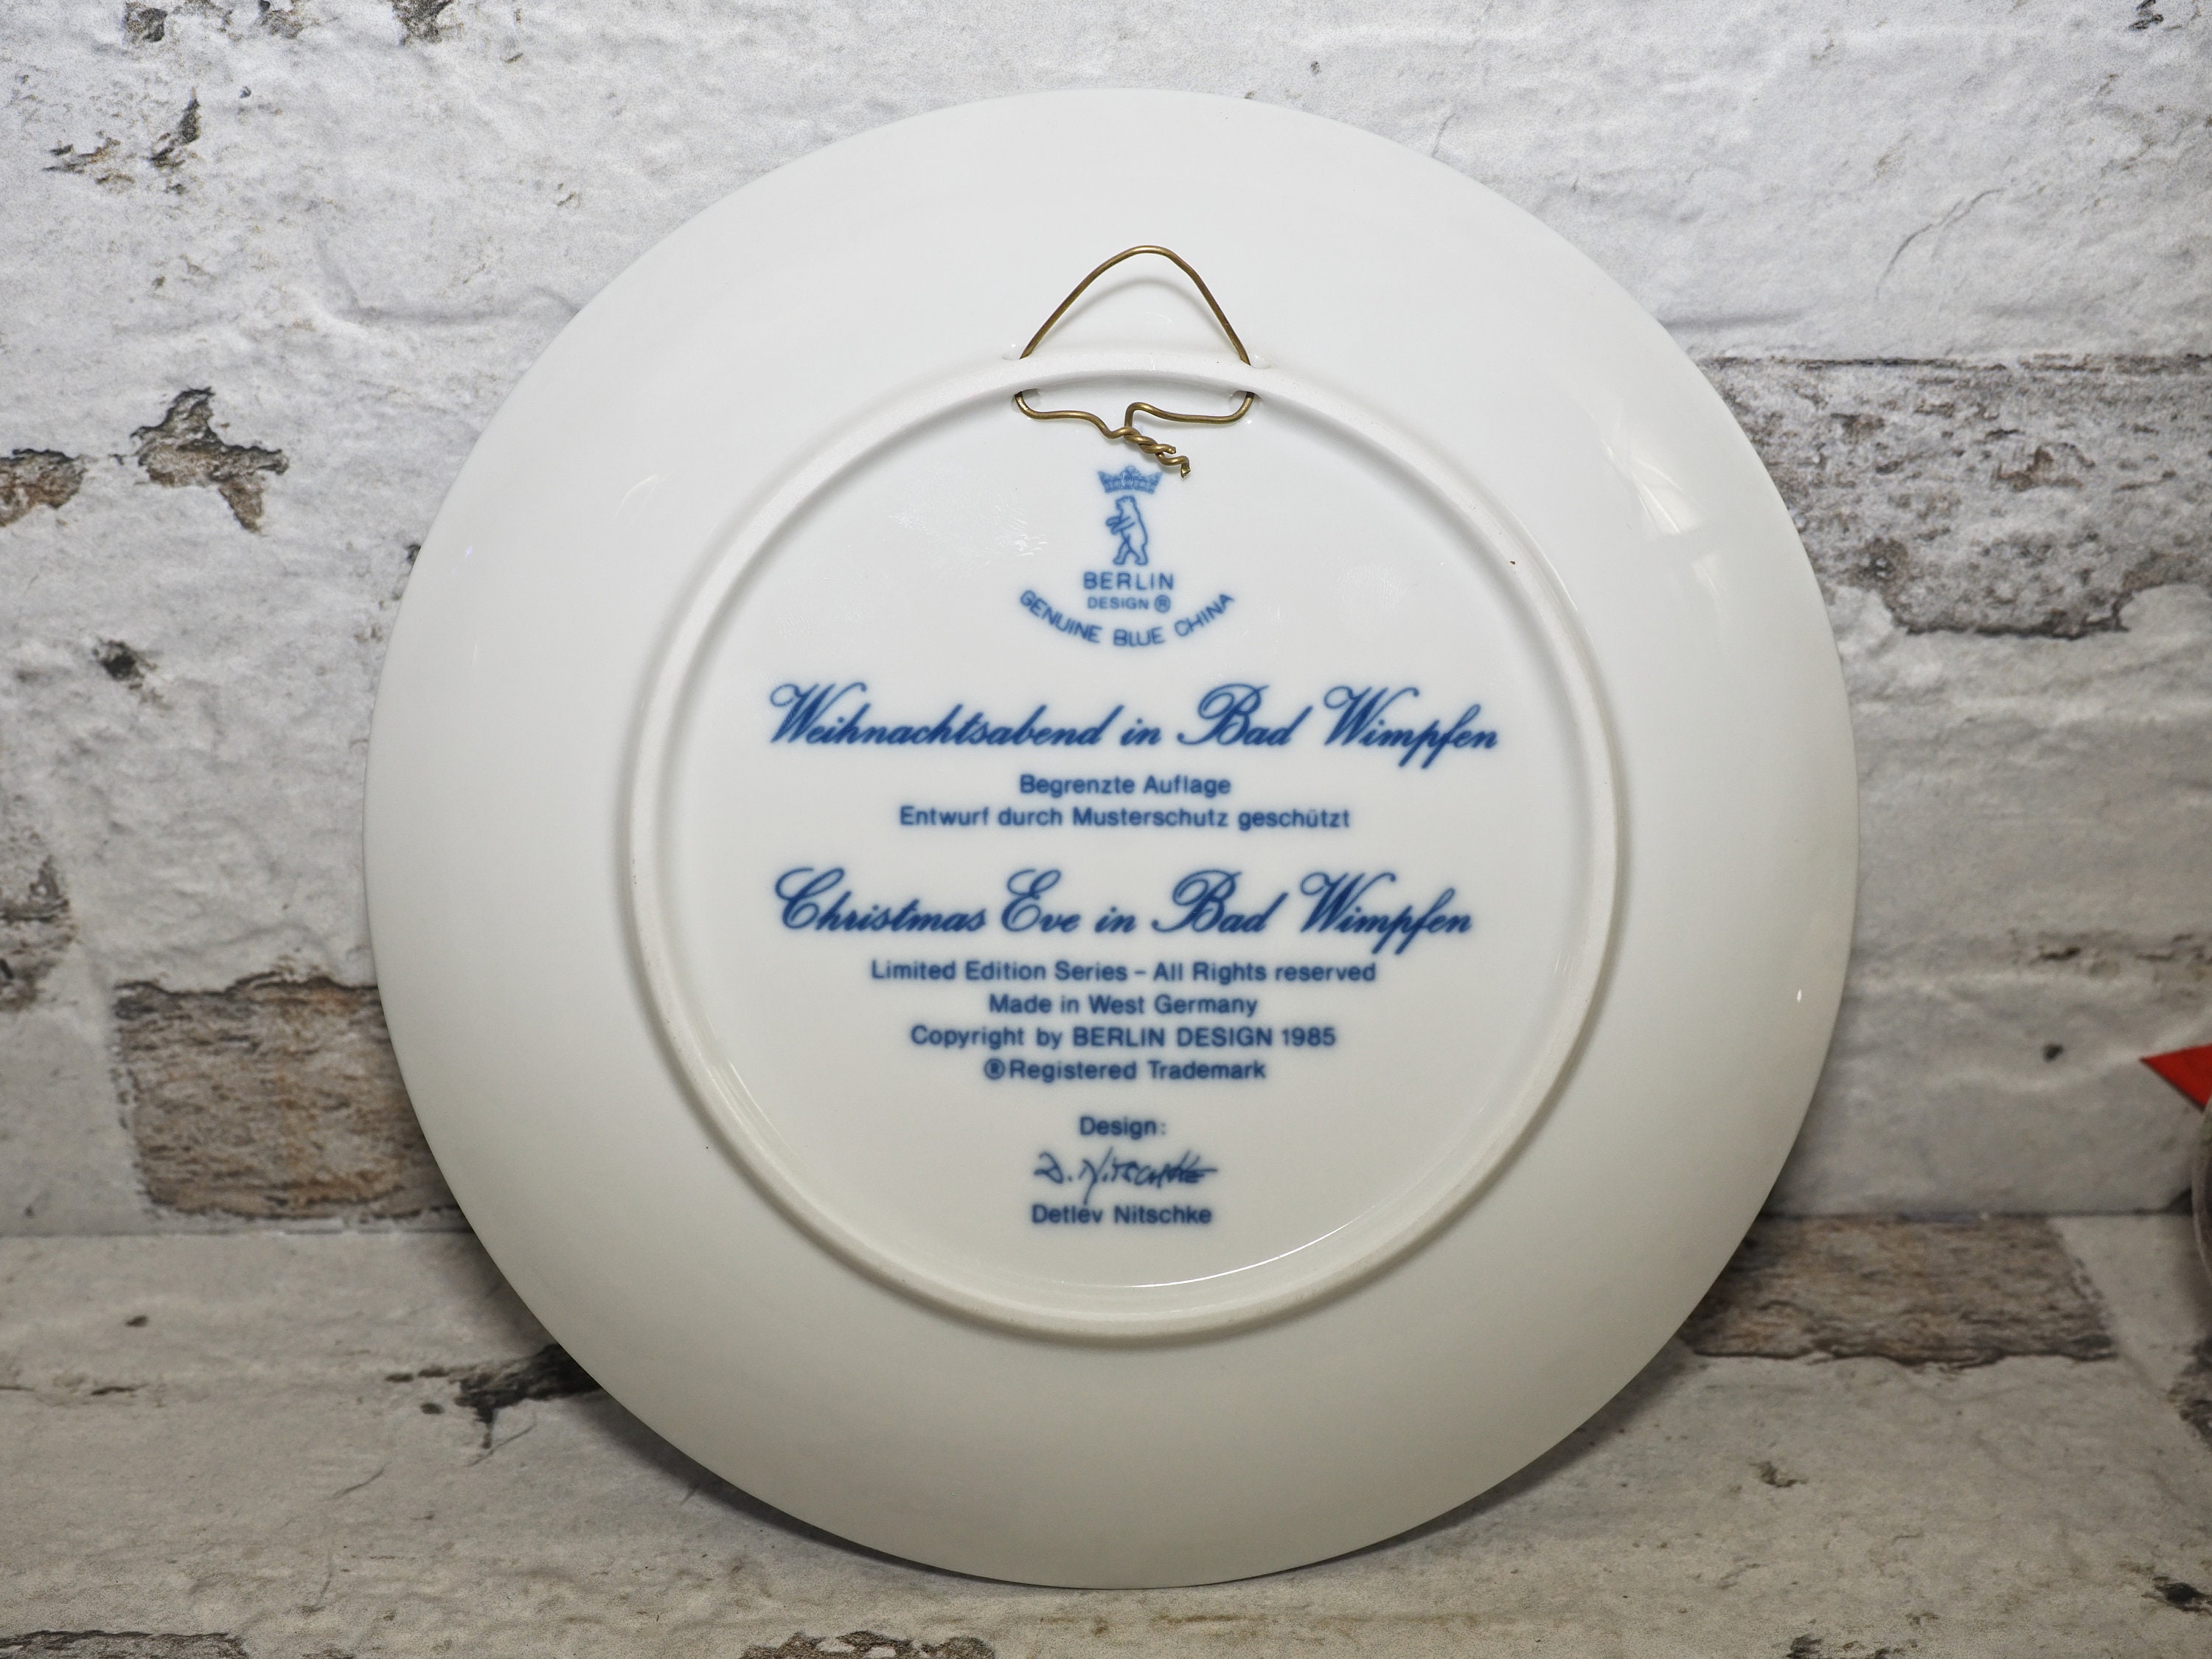 BERLIN
DESIGN ®
GENUINE BLUE CHINA
Weihnachtsabend in Bad Wimpfen
Begrenzte Auflage
Entwurf durch Musterschutz geschützt
Christmas Eve in Bad Wimpfen
Limited Edition Series – All Rights reserved
Made in West Germany
Copyright by BERLIN DESIGN 1985
®Registered Trademark
Design:
D. Nitschke
Detlev Nitschke